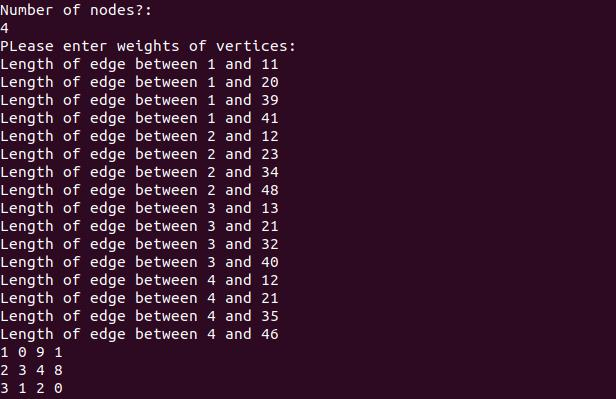 Number of nodes?:
4
PLease enter weights of vertices:
Length of edge between 1 and 11
Length of edge between 1 and 20
Length of edge between 1 and 39
Length of edge between 1 and 41
Length of edge between 2 and 12
Length of edge between 2 and 23
Length of edge between 2 and 34
Length of edge between 2 and 48
Length of edge between 3 and 13
Length of edge between 3 and 21
Length of edge between 3 and 32
Length of edge between 3 and 40
Length of edge between 4 and 12
Length of edge between 4 and 21
Length of edge between 4 and 35
Length of edge between 4 and 46
1 0 9 1
2 3 4 8
3 1 2 0